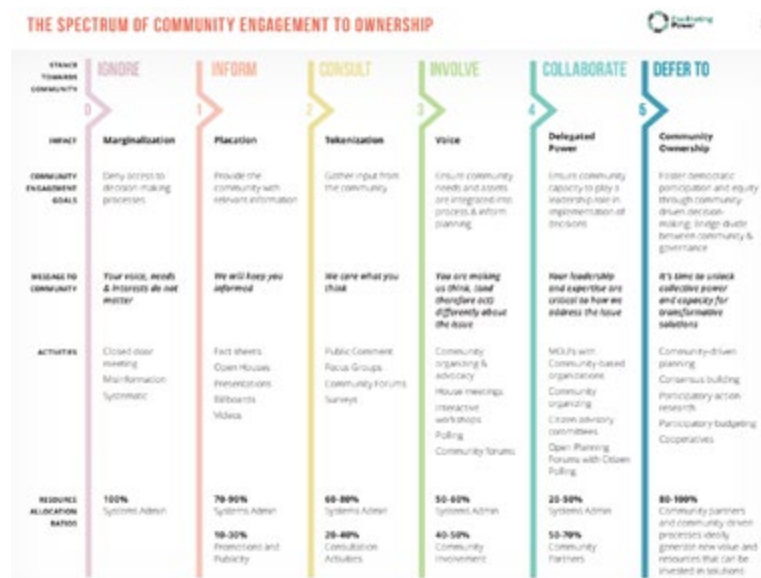 THE SPECTRUM OF COMMUNITY ENGAGEMENT TO OWNERSHIP
Facilitating
Power
STANCE
TOWARDS
COMMUNITY
IGNORE
INFORM
CONSULT
INVOLVE
COLLABORATE
DEFER TO
0
1
2
3
4
5
IMPACT
Marginalization
Placation
Tokenization
Voice
Delegated
Power
Community
Ownership
COMMUNITY
ENGAGEMENT
GOALS
Deny access to
decision-making
processes
Provide the
community with
relevant information
Gather input from
the community
Ensure community
needs and assets
are integrated into
process & inform
planning
Ensure community
capacity to play a
leadership role in
implementation of
decisions
Foster democratic
participation and equity
through community-
driven decision-
making; Bridge divide
between community &
governance
MESSAGE TO
COMMUNITY
Your voice, needs
& interests do not
matter
We will keep you
informed
We care what you
think
You are making
us think, (and
therefore act)
differently about
the issue
Your leadership
and expertise are
critical to how we
address the issue
It's time to unlock
collective power
and capacity for
transformative
solutions
ACTIVITIES
Closed door
meeting
Misinformation
Systematic
Fact sheets
Open Houses
Presentations
Billboards
Videos
Public Comment
Focus Groups
Community Forums
Surveys
Community
organizing &
advocacy
House meetings
Interactive
workshops
Polling
Community forums
MOU's with
Community-based
organizations
Community
organizing
Citizen advisory
committees
Open Planning
Forums with Citizen
Polling
Community-driven
planning
Consensus building
Participatory action
research
Participatory budgeting
Cooperatives
RESOURCE
ALLOCATION
RATIOS
100%
Systems Admin
70-90%
Systems Admin
10-30%
Promotions and
Publicity
60-80%
Systems Admin
20-40%
Consultation
Activities
50-60%
Systems Admin
40-50%
Community
Involvement
20-50%
Systems Admin
50-70%
Community
Partners
80-100%
Community partners
and community-driven
processes ideally
generate new value and
resources that can be
invested in solutions